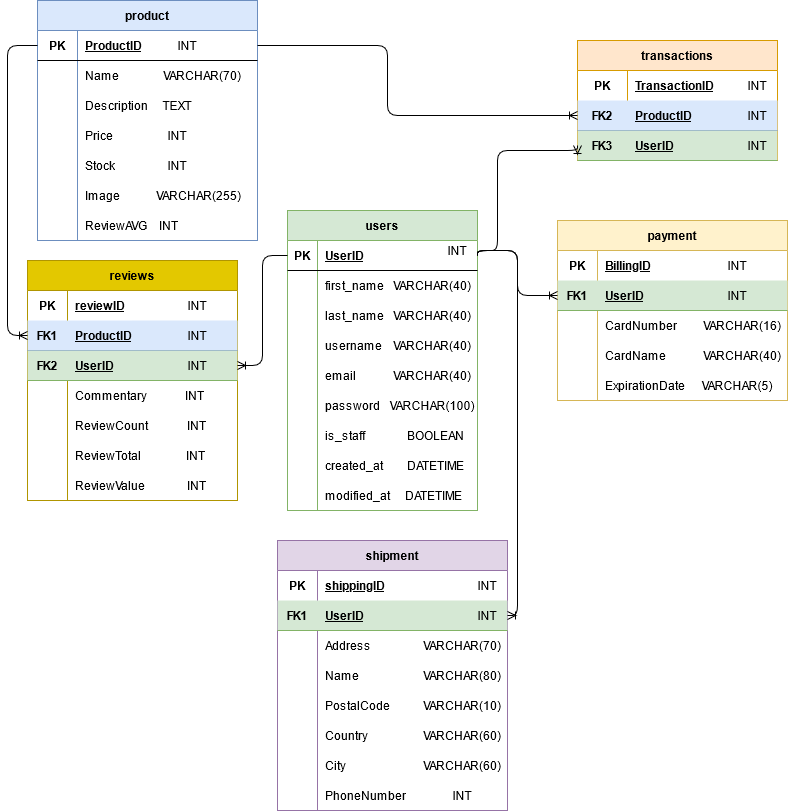 product
PK ProductID INT
Name VARCHAR(70)
Description TEXT
Price INT
Stock INT
Image VARCHAR(255)
ReviewAVG INT
transactions
PK TransactionID INT
FK2 ProductID INT
FK3 UserID INT
users
PK UserID INT
first_name VARCHAR(40)
last_name VARCHAR(40)
username VARCHAR(40)
email VARCHAR(40)
password VARCHAR(100)
is_staff BOOLEAN
created_at DATETIME
modified_at DATETIME
payment
PK BillingID INT
FK1 UserID INT
CardNumber VARCHAR(16)
CardName VARCHAR(40)
ExpirationDate VARCHAR(5)
reviews
PK reviewID INT
FK1 ProductID INT
FK2 UserID INT
Commentary INT
ReviewCount INT
ReviewTotal INT
ReviewValue INT
shipment
PK shippingID INT
FK1 UserID INT
Address VARCHAR(70)
Name VARCHAR(80)
PostalCode VARCHAR(10)
Country VARCHAR(60)
City VARCHAR(60)
PhoneNumber INT